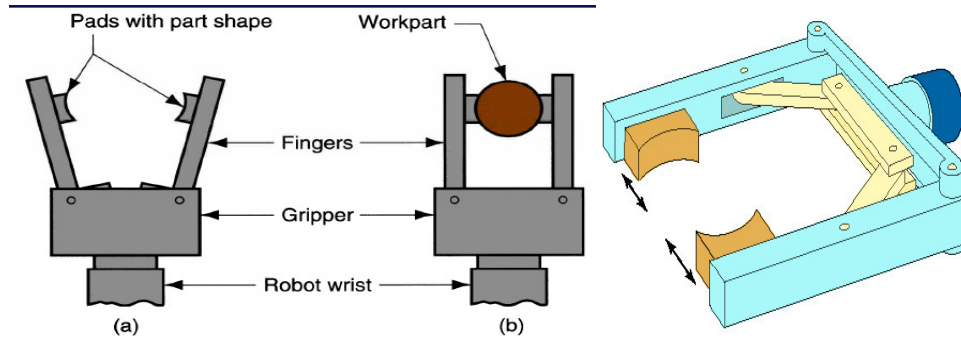 Pads with part shape
Workpart
Fingers
Gripper
Robot wrist
(a)
(b)